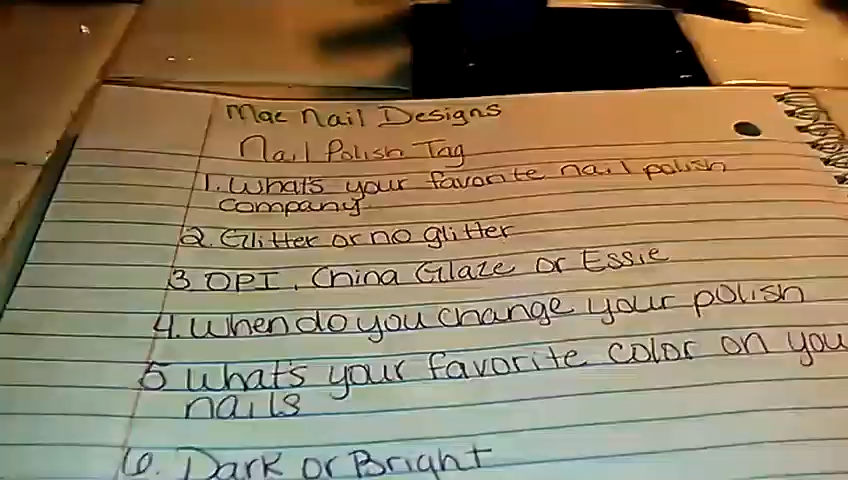 Mac Nail Designs
Nail Polish Tag
1. What's your favorite nail polish
company
2. Glitter or no glitter
3 OPI, China Glaze or Essie
4. When do you change your polish
5 What's your favorite color on you
nails
6. Dark or Bright